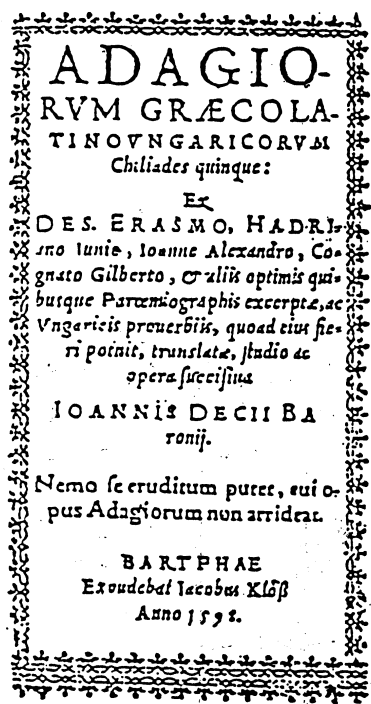 ADAGIO-
RVM GRÆCOLA-
TINOVNGARICORVM
Chiliades quinque:
Ex
DES. ERASMO, HADRI-
ano Iunio, Ioanne Alexandro, Co-
gnato Gilberto, & aliis optimis qui-
busque Parœmiographis excerptæ, ac
Vngaricis prouerbiis, quoad eius fie-
ri potuit, translatæ, studio ac
opera succisiua
IOANNIS DECII BA
ronij.
Nemo se eruditum putet, cui o-
pus Adagiorum non arrideat.
BARTPHAE
Excudebat Iacobus Klöß
Anno 1598.